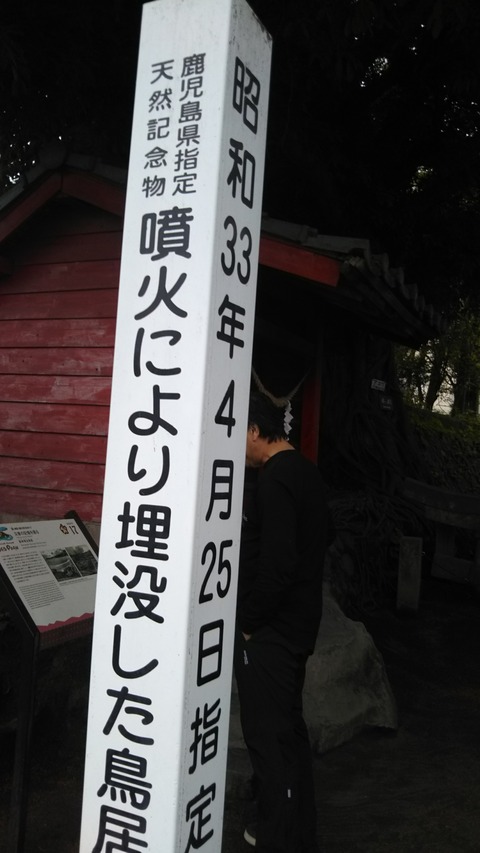 鹿児島県指定
天然記念物
噴火により埋没した鳥居
昭和33年4月25日指定
12